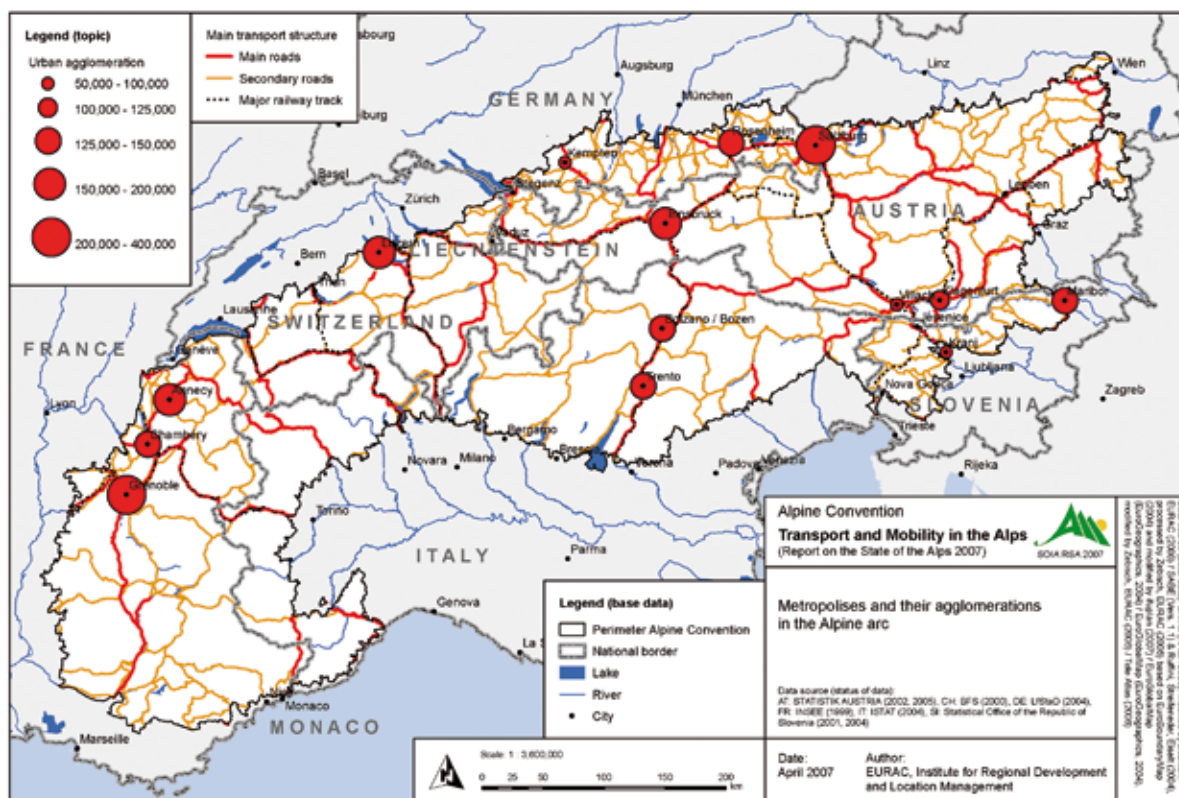 Legend (topic)
Urban agglomeration
50,000 - 100,000
100,000 - 125,000
125,000 - 150,000
150,000 - 200,000
200,000 - 400,000
Main transport structure
Main roads
Secondary roads
Major railway track
Augsburg
Linz
Wien
München
GERMANY
Rosenheim
Salzburg
Kempten
Basel
Bregenz
Zürich
Leoben
AUSTRIA
Innsbruck
Graz
Vaduz
LIECHTENSTEIN
Luzern
Bern
Villach
Klagenfurt
Maribor
Lausanne
SWITZERLAND
Bolzano / Bozen
Jesenice
FRANCE
Genève
Kranj
Ljubljana
Trento
Nova Gorica
Annecy
SLOVENIA
Zagreb
Lyon
Trieste
Chambéry
Bergamo
Novara
Milano
Verona
Padova
Venezia
Rijeka
Grenoble
Torino
ITALY
Parma
Genova
La S
Monaco
MONACO
Marseille
Alpine Convention
Transport and Mobility in the Alps
(Report on the State of the Alps 2007)
SOIA RSA 2007
Metropolises and their agglomerations
in the Alpine arc
Data source (status of data):
AT: STATISTIK AUSTRIA (2002, 2005), CH: BFS (2000), DE: LfStaD (2004),
FR: INSEE (1999), IT: ISTAT (2004), SI: Statistical Office of the Republic of
Slovenia (2001, 2004)
Date:
April 2007
Author:
EURAC, Institute for Regional Development
and Location Management
Legend (base data)
Perimeter Alpine Convention
National border
Lake
River
City
Scale: 1 : 3,600,000
0 25 50 100 150 200
km